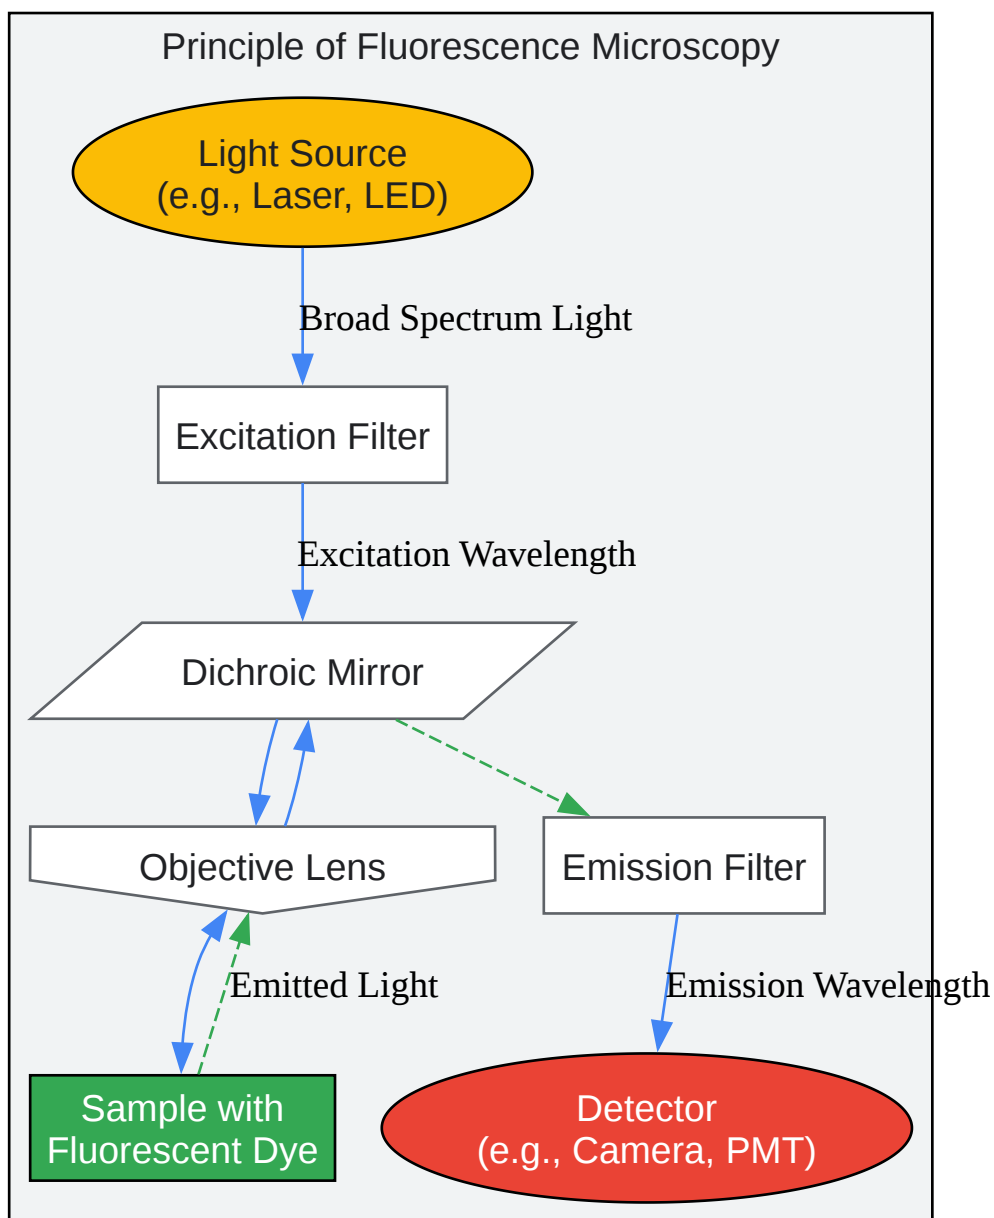 Principle of Fluorescence Microscopy
Light Source
(e.g., Laser, LED)
Broad Spectrum Light
Excitation Filter
Excitation Wavelength
Dichroic Mirror
Objective Lens
Emission Filter
Emitted Light
Emission Wavelength
Sample with
Fluorescent Dye
Detector
(e.g., Camera, PMT)